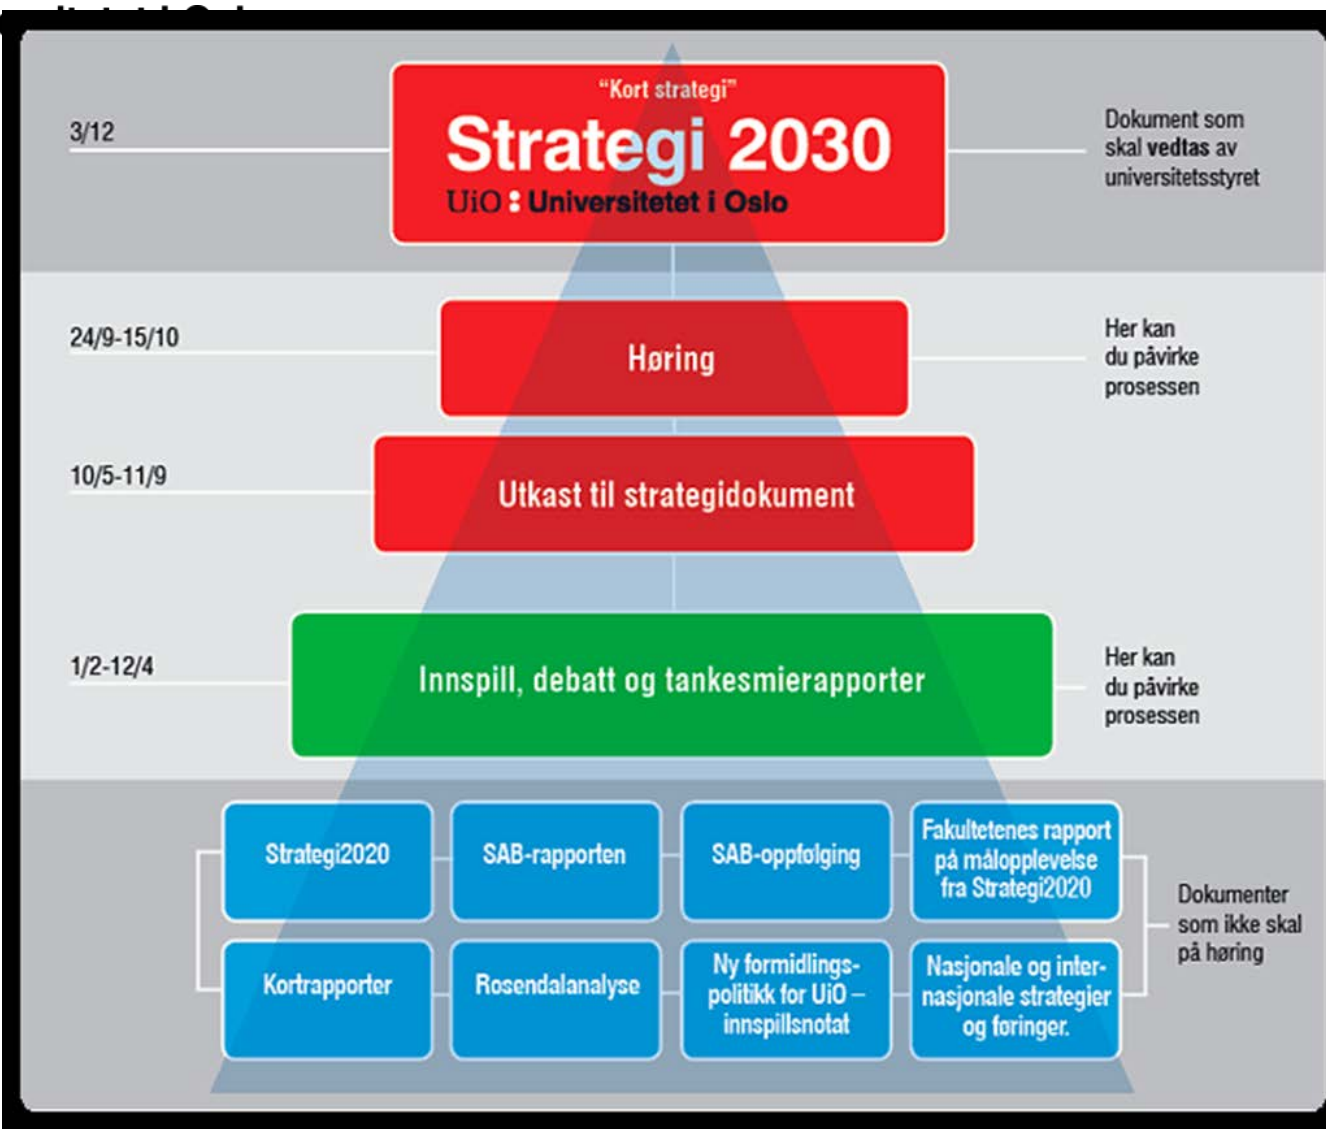 "Kort strategi"
Strategi 2030
UiO : Universitetet i Oslo
3/12
Dokument som
skal vedtas av
universitetsstyret
24/9-15/10
Høring
Her kan
du påvirke
prosessen
10/5-11/9
Utkast til strategidokument
1/2-12/4
Innspill, debatt og tankesmierapporter
Her kan
du påvirke
prosessen
Strategi2020
SAB-rapporten
SAB-oppfølging
Fakultetenes rapport
på målopplevelse
fra Strategi2020
Kortrapporter
Rosendalanalyse
Ny formidlings-
politikk for UiO –
innspillsnotat
Nasjonale og inter-
nasjonale strategier
og føringer.
Dokumenter
som ikke skal
på høring